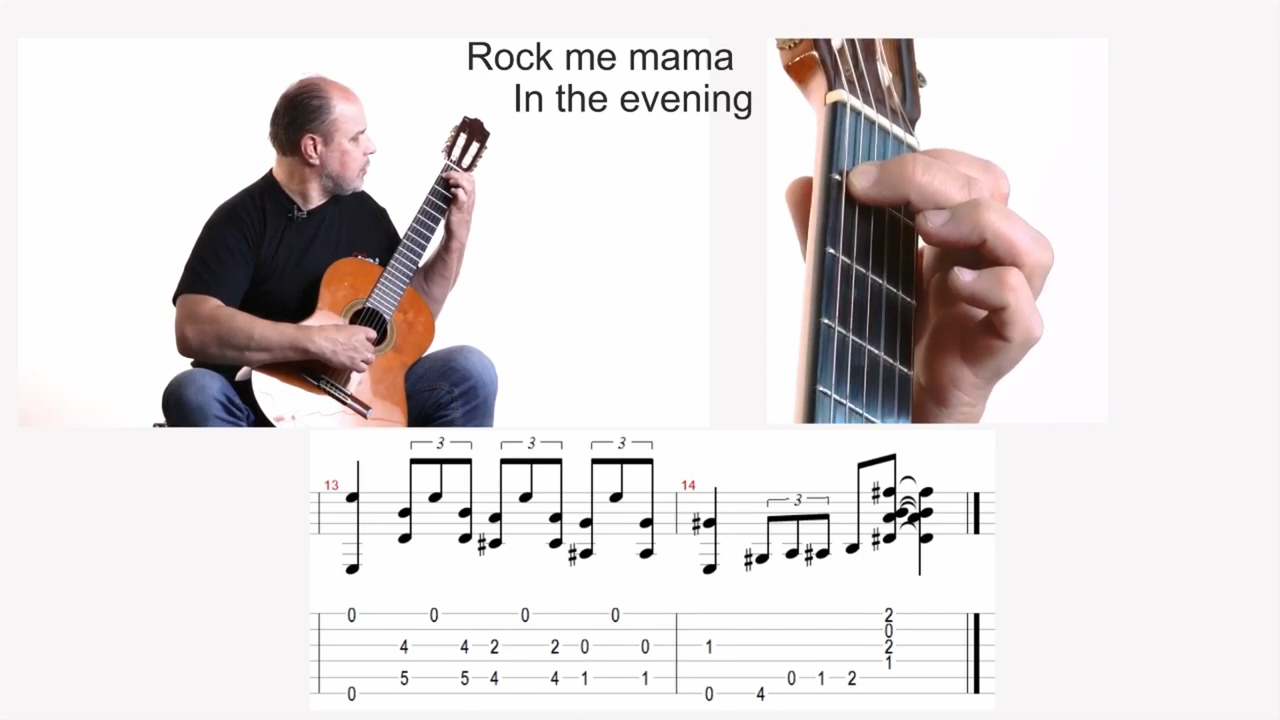 Rock me mama
In the evening
3 3 3
13 14
3
0 0 0 0 2
0
4 4 2 2 0 0 1 2
1
5 5 4 4 1 1 0 1 2
0 0 4